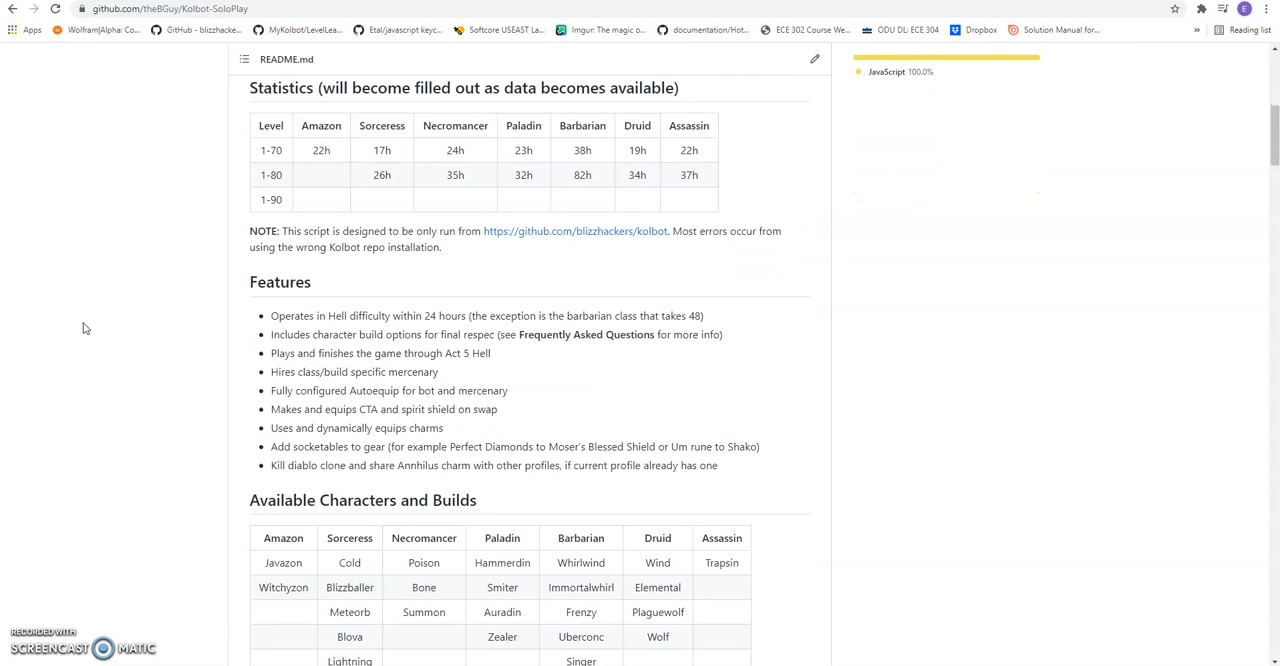 github.com/theBGuy/Kolbot-SoloPlay
E
Apps
Wolfram|Alpha: Co...
GitHub - blizzhacke...
MyKolbot/LevelLea...
Etal/javascript keyc...
Softcore USEAST La...
Imgur: The magic o...
documentation/Hot...
ECE 302 Course We...
ODU DL: ECE 304
Dropbox
Solution Manual for...
»
Reading list
README.md
JavaScript 100.0%
Statistics (will become filled out as data becomes available)
Level Amazon Sorceress Necromancer Paladin Barbarian Druid Assassin
1-70 22h 17h 24h 23h 38h 19h 22h
1-80 26h 35h 32h 82h 34h 37h
1-90
NOTE: This script is designed to be only run from https://github.com/blizzhackers/kolbot. Most errors occur from
using the wrong Kolbot repo installation.
Features
• Operates in Hell difficulty within 24 hours (the exception is the barbarian class that takes 48)
• Includes character build options for final respec (see Frequently Asked Questions for more info)
• Plays and finishes the game through Act 5 Hell
• Hires class/build specific mercenary
• Fully configured Autoequip for bot and mercenary
• Makes and equips CTA and spirit shield on swap
• Uses and dynamically equips charms
• Add socketables to gear (for example Perfect Diamonds to Moser's Blessed Shield or Um rune to Shako)
• Kill diablo clone and share Annhilus charm with other profiles, if current profile already has one
Available Characters and Builds
Amazon Sorceress Necromancer Paladin Barbarian Druid Assassin
Javazon Cold Poison Hammerdin Whirlwind Wind Trapsin
Witchyzon Blizzballer Bone Smiter Immortalwhirl Elemental
Meteorb Summon Auradin Frenzy Plaguewolf
Blova Zealer Uberconc Wolf
Lightning Singer
RECORDED WITH
SCREENCAST MATIC